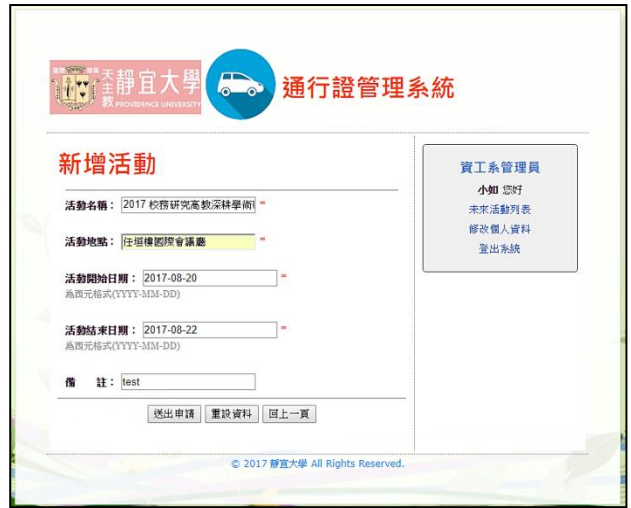 天主教 靜宜大學
PROVIDENCE UNIVERSITY
通行證管理系統
新增活動
活動名稱： 2017 校務研究高教深耕學術 *
活動地點： 任垣樓國際會議廳 *
活動開始日期： 2017-08-20 *
為西元格式(YYYY-MM-DD)
活動結束日期： 2017-08-22 *
為西元格式(YYYY-MM-DD)
備 註： test
送出申請 重設資料 回上一頁
資工系管理員
小如 您好
未來活動列表
修改個人資料
登出系統
© 2017 靜宜大學 All Rights Reserved.